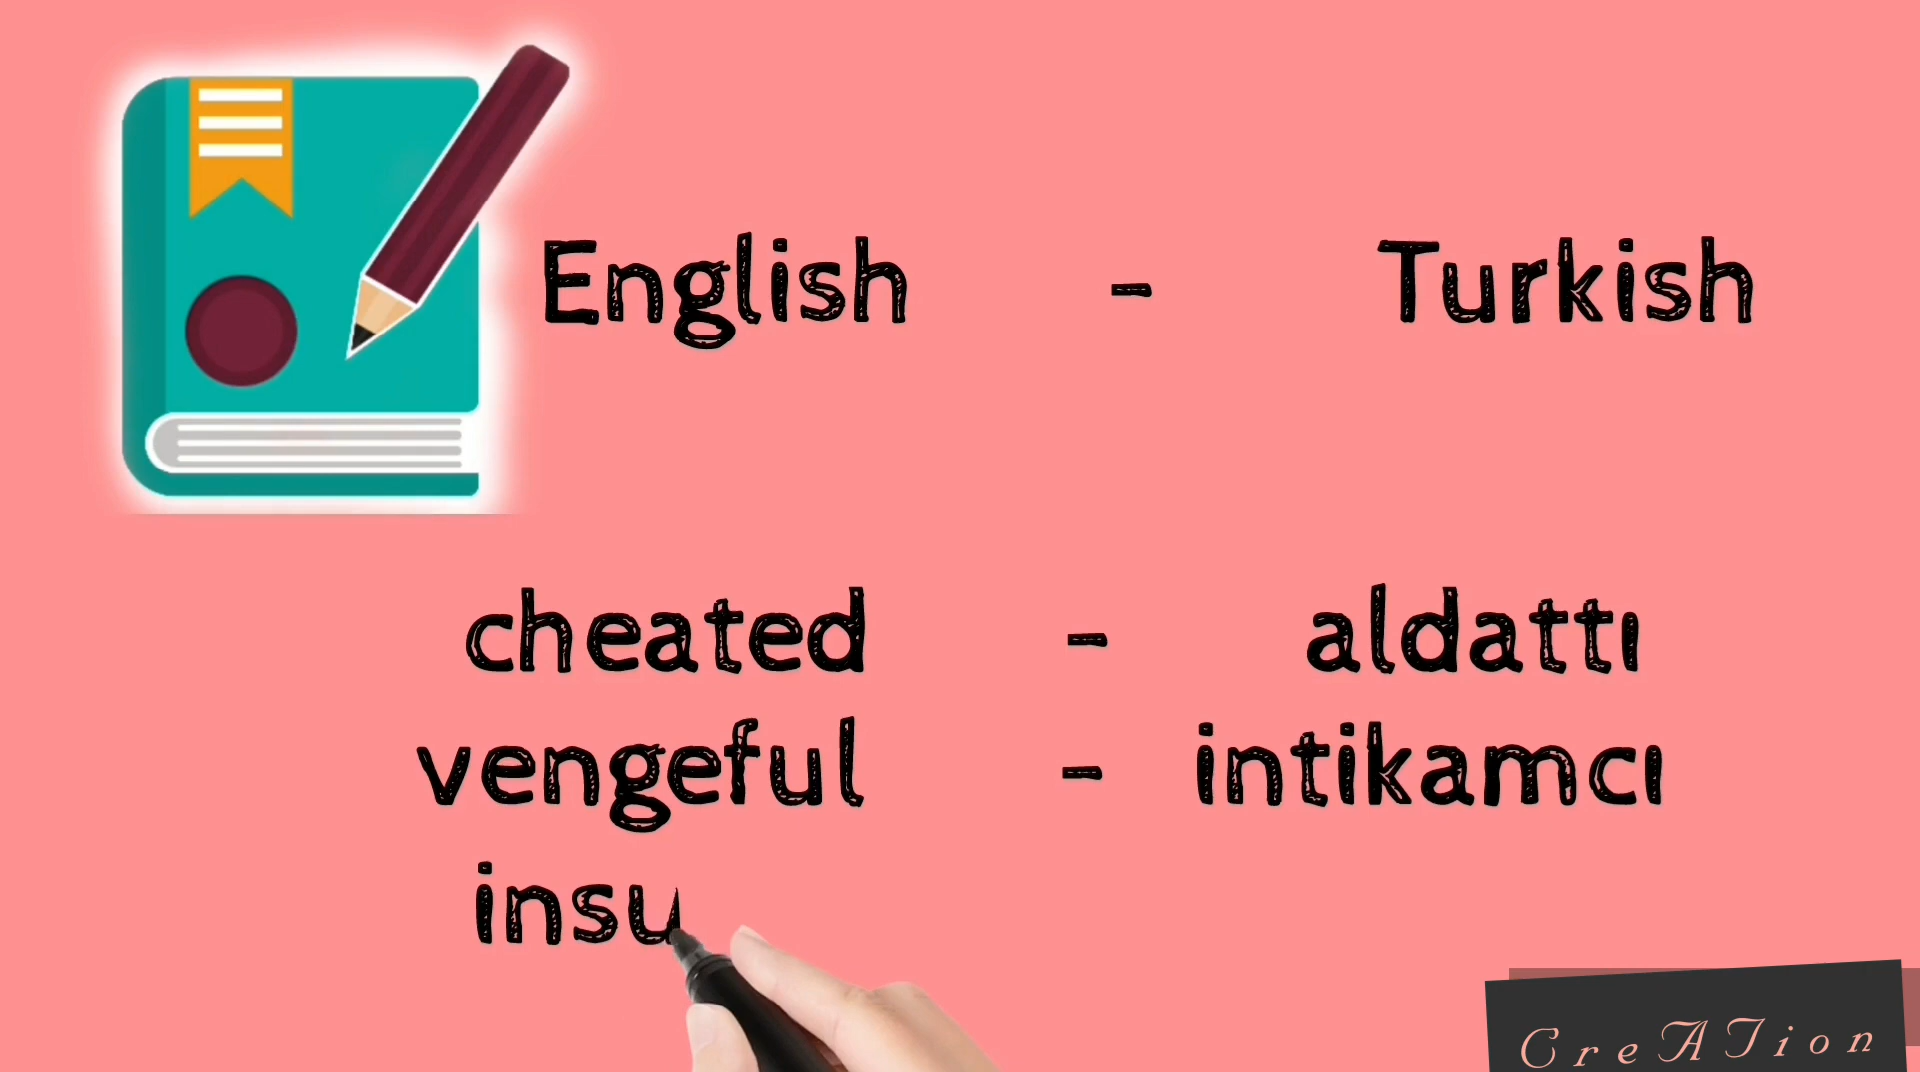 English - Turkish
cheated - aldattı
vengeful - intikamcı
insu
CreATion